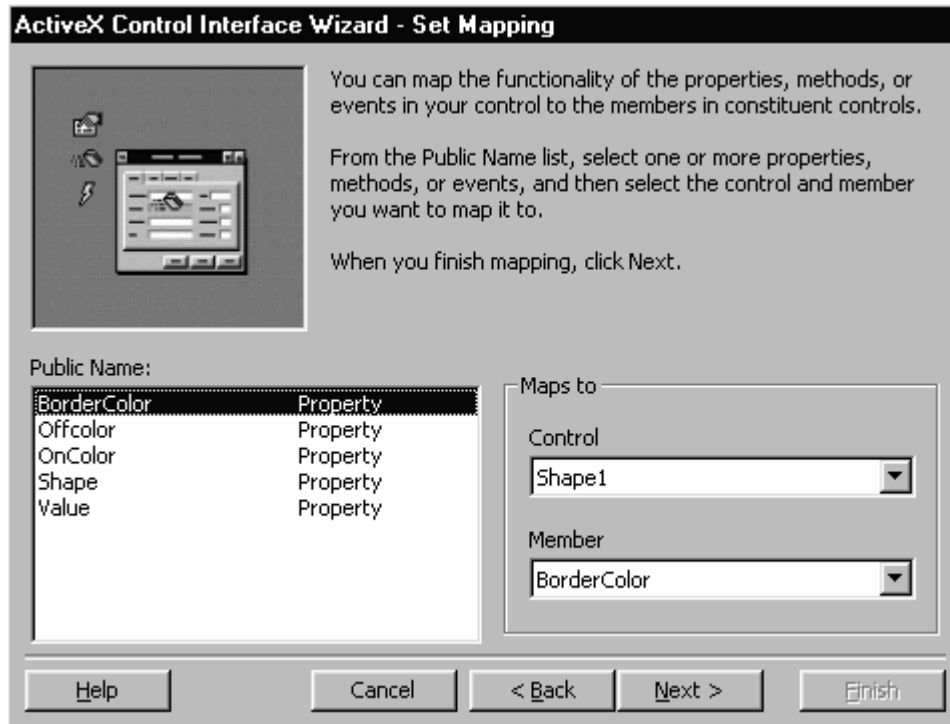 ActiveX Control Interface Wizard - Set Mapping
You can map the functionality of the properties, methods, or
events in your control to the members in constituent controls.
From the Public Name list, select one or more properties,
methods, or events, and then select the control and member
you want to map it to.
When you finish mapping, click Next.
Public Name:
BorderColor Property
Offcolor Property
OnColor Property
Shape Property
Value Property
Maps to
Control
Shape1
Member
BorderColor
Help Cancel < Back Next > Finish